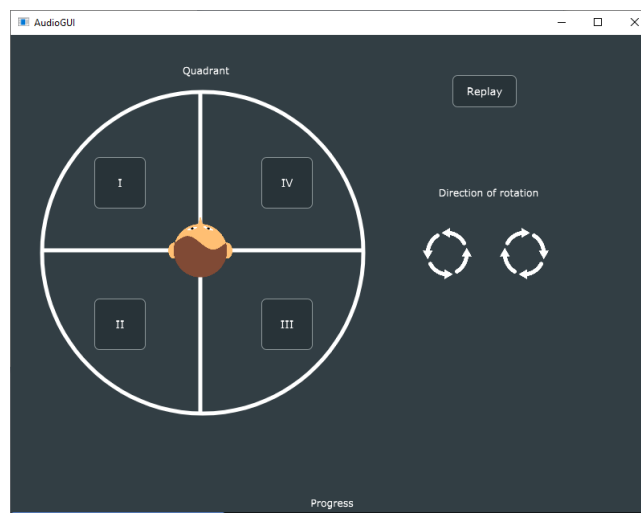 AudioGUI
Quadrant
Replay
I
IV
Direction of rotation
II
III
Progress